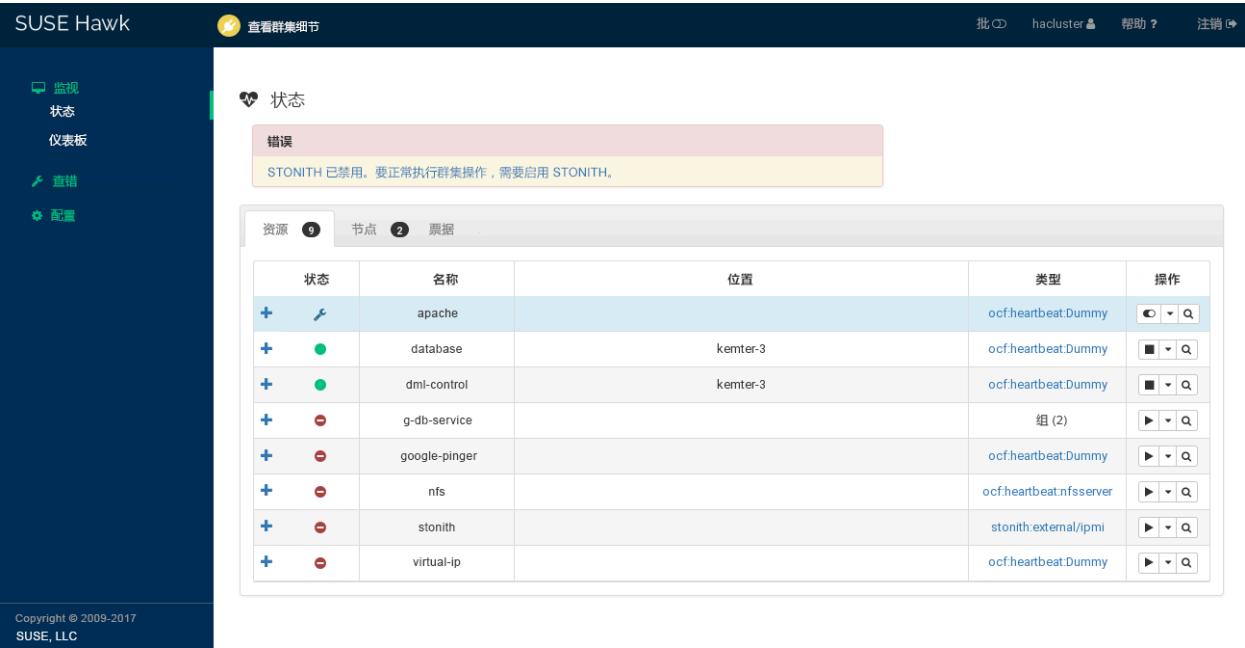 SUSE Hawk
查看群集细节
批 hacluster 帮助 ? 注销
监视
状态
仪表板
直错
配置
状态
错误
STONITH 已禁用。要正常执行群集操作，需要启用 STONITH。
资源 9 节点 2 票据
状态 名称 位置 类型 操作
apache ocf:heartbeat:Dummy
database kemter-3 ocf:heartbeat:Dummy
dml-control kemter-3 ocf:heartbeat:Dummy
g-db-service 组 (2)
google-pinger ocf:heartbeat:Dummy
nfs ocf:heartbeat:nfsserver
stonith stonith:external/ipmi
virtual-ip ocf:heartbeat:Dummy
Copyright © 2009-2017
SUSE, LLC